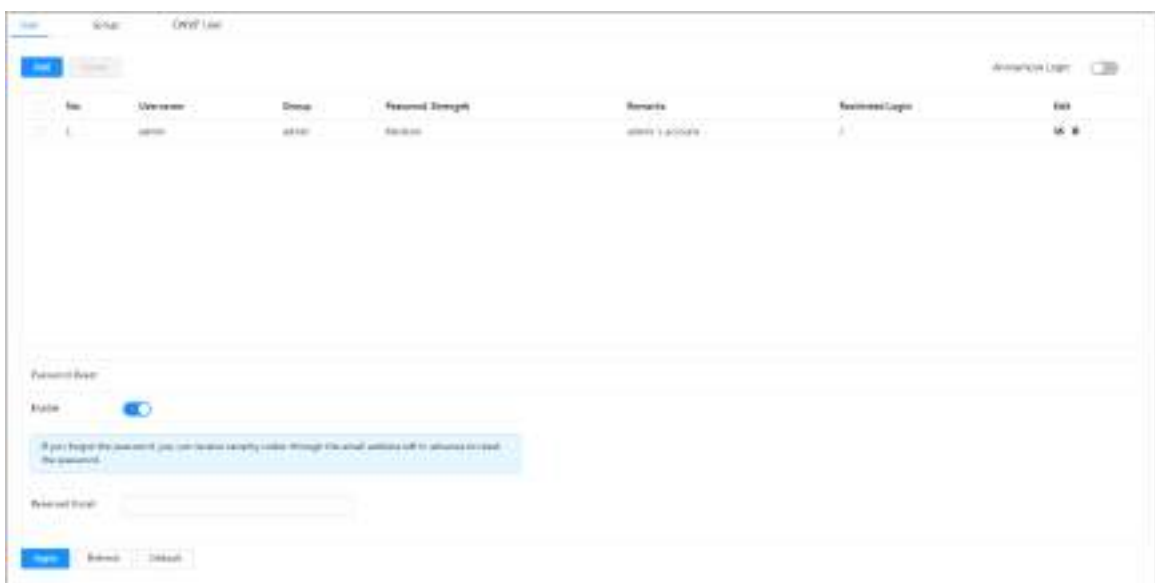 User Group ONVIF User
Add Delete
Anonymous Login
No. Username Group Password Strength Remarks Restricted Login Edit
1 admin admin Medium admin 's account /
Password Reset
Enable
If you forgot the password, you can receive security codes through the email address left in advance to reset
the password.
Reserved Email
Apply Refresh Default